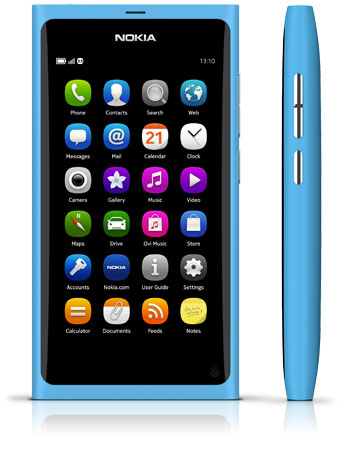 NOKIA
13:10
Phone Contacts Search Web
21
Messages Mail Calendar Clock
Camera Gallery Music Video
Maps Drive Ovi Music Store
NOKIA
Accounts Nokia.com User Guide Settings
Calculator Documents Feeds Notes